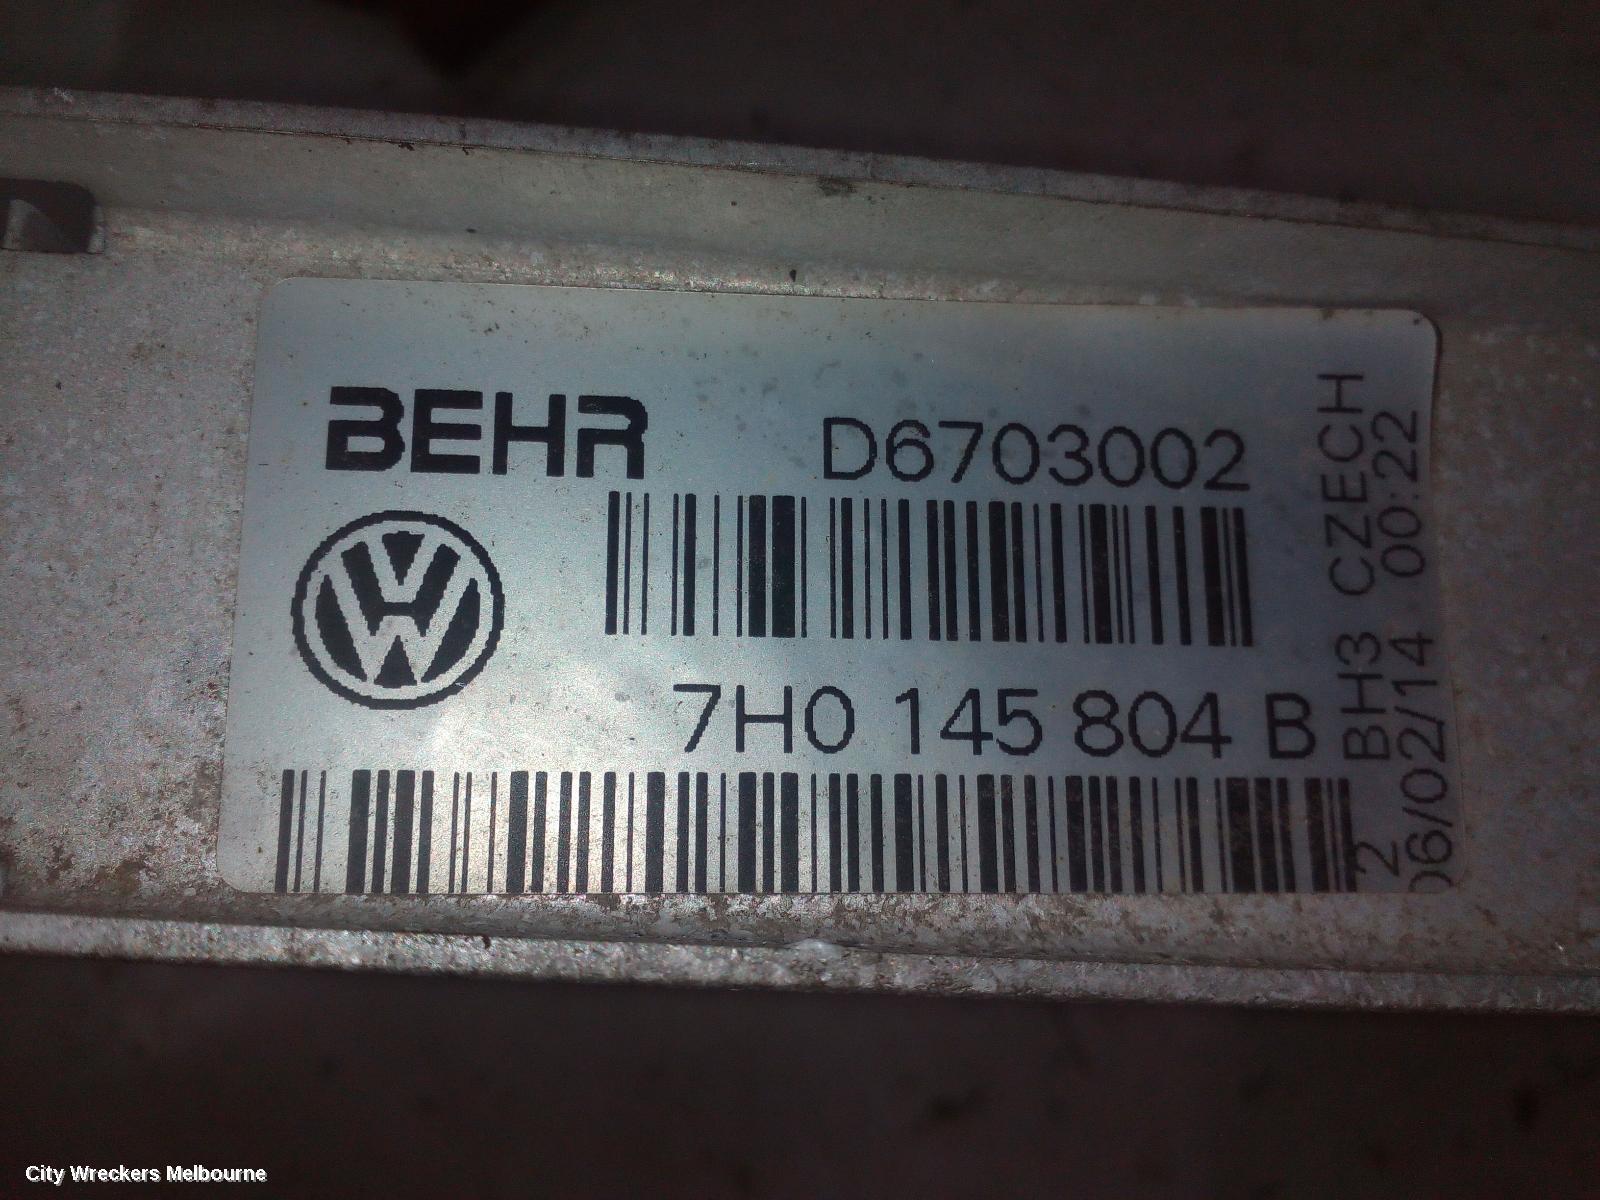 BEHR D6703002
7H0 145 804 B
2 BH3 CZECH
06/02/14 00:22
City Wreckers Melbourne